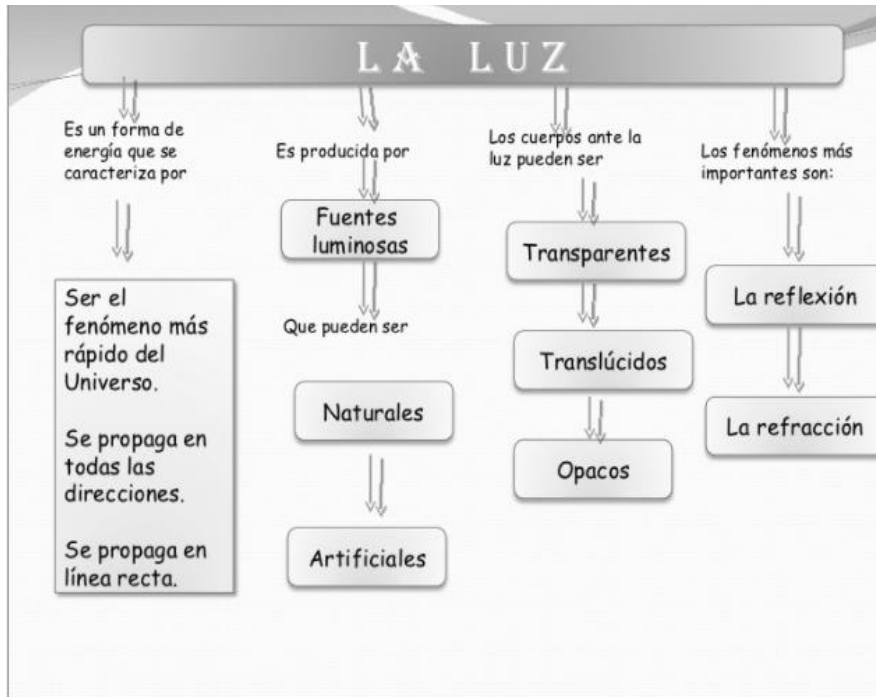 LA LUZ
Es un forma de
energía que se
caracteriza por
Ser el
fenómeno más
rápido del
Universo.
Se propaga en
todas las
direcciones.
Se propaga en
línea recta.
Es producida por
Fuentes
luminosas
Que pueden ser
Naturales
Artificiales
Los cuerpos ante la
luz pueden ser
Transparentes
Translúcidos
Opacos
Los fenómenos más
importantes son:
La reflexión
La refracción